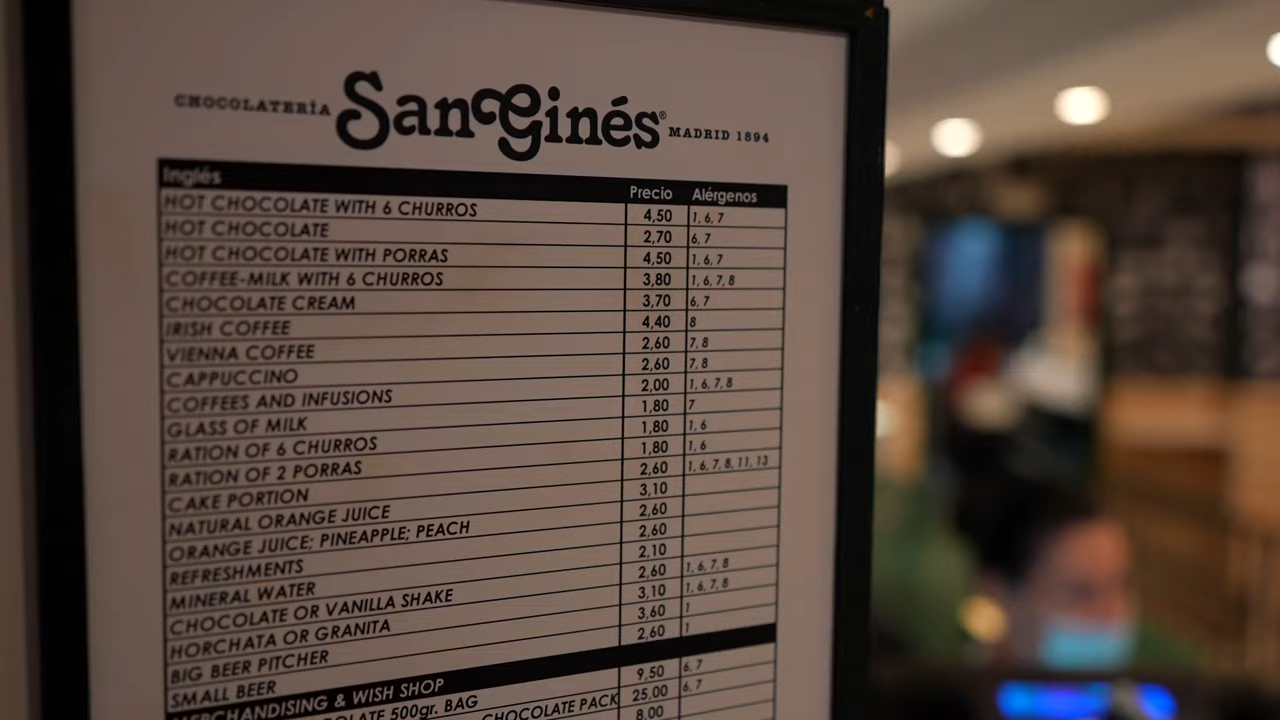 CHOCOLATERÍA SanGinés® MADRID 1894
Inglés Precio Alérgenos
HOT CHOCOLATE WITH 6 CHURROS 4,50 1, 6, 7
HOT CHOCOLATE 2,70 6, 7
HOT CHOCOLATE WITH PORRAS 4,50 1, 6, 7
COFFEE-MILK WITH 6 CHURROS 3,80 1, 6, 7, 8
CHOCOLATE CREAM 3,70 6, 7
IRISH COFFEE 4,40 8
VIENNA COFFEE 2,60 7, 8
CAPPUCCINO 2,60 7, 8
COFFEES AND INFUSIONS 2,00 1, 6, 7, 8
GLASS OF MILK 1,80 7
RATION OF 6 CHURROS 1,80 1, 6
RATION OF 2 PORRAS 1,80 1, 6
CAKE PORTION 2,60 1, 6, 7, 8, 11, 13
NATURAL ORANGE JUICE 3,10
ORANGE JUICE; PINEAPPLE; PEACH 2,60
REFRESHMENTS 2,60
MINERAL WATER 2,10
CHOCOLATE OR VANILLA SHAKE 2,60 1, 6, 7, 8
HORCHATA OR GRANITA 3,10 1, 6, 7, 8
BIG BEER PITCHER 3,60 1
SMALL BEER 2,60 1
MERCHANDISING & WISH SHOP
500gr. BAG 9,50 6, 7
CHOCOLATE PACK 25,00 6, 7
8,00